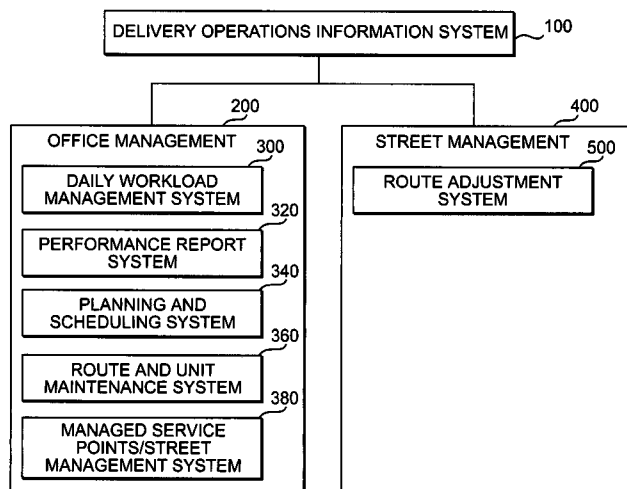 DELIVERY OPERATIONS INFORMATION SYSTEM
100
200
OFFICE MANAGEMENT
300
DAILY WORKLOAD
MANAGEMENT SYSTEM
320
PERFORMANCE REPORT
SYSTEM
340
PLANNING AND
SCHEDULING SYSTEM
360
ROUTE AND UNIT
MAINTENANCE SYSTEM
380
MANAGED SERVICE
POINTS/STREET
MANAGEMENT SYSTEM
400
STREET MANAGEMENT
500
ROUTE ADJUSTMENT
SYSTEM